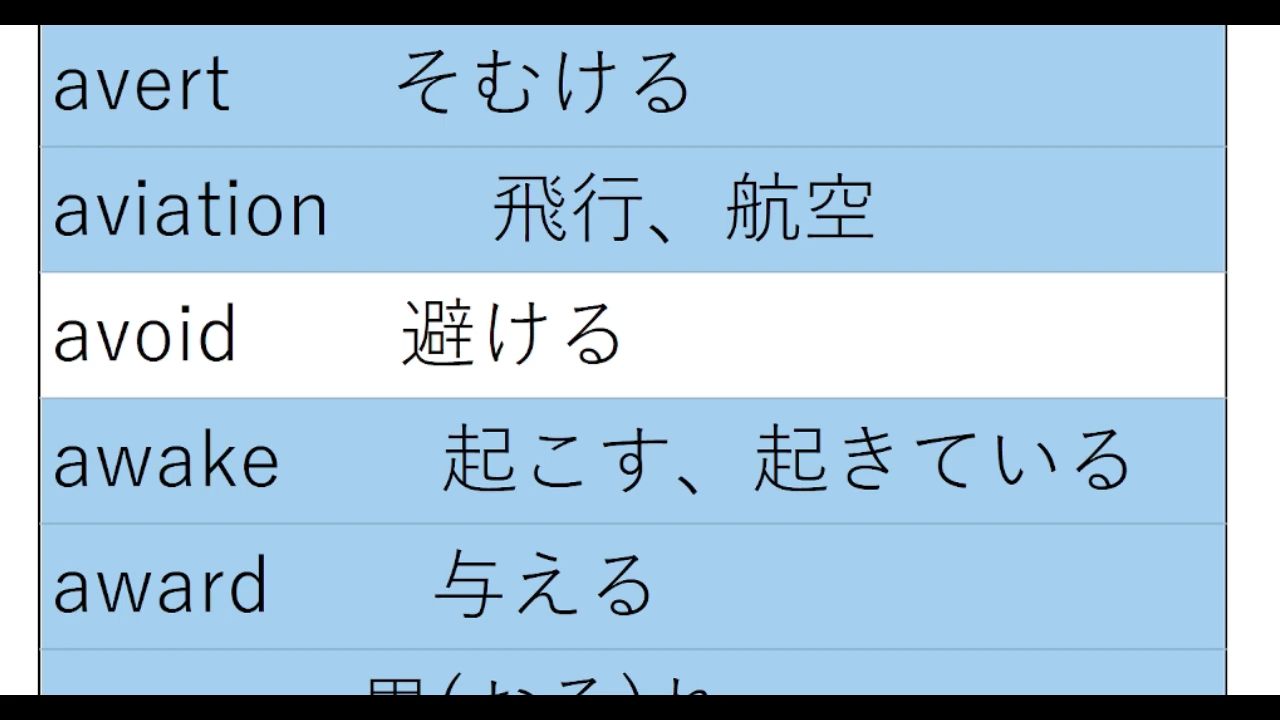 avert そむける
aviation 飛行、航空
avoid 避ける
awake 起こす、起きている
award 与える